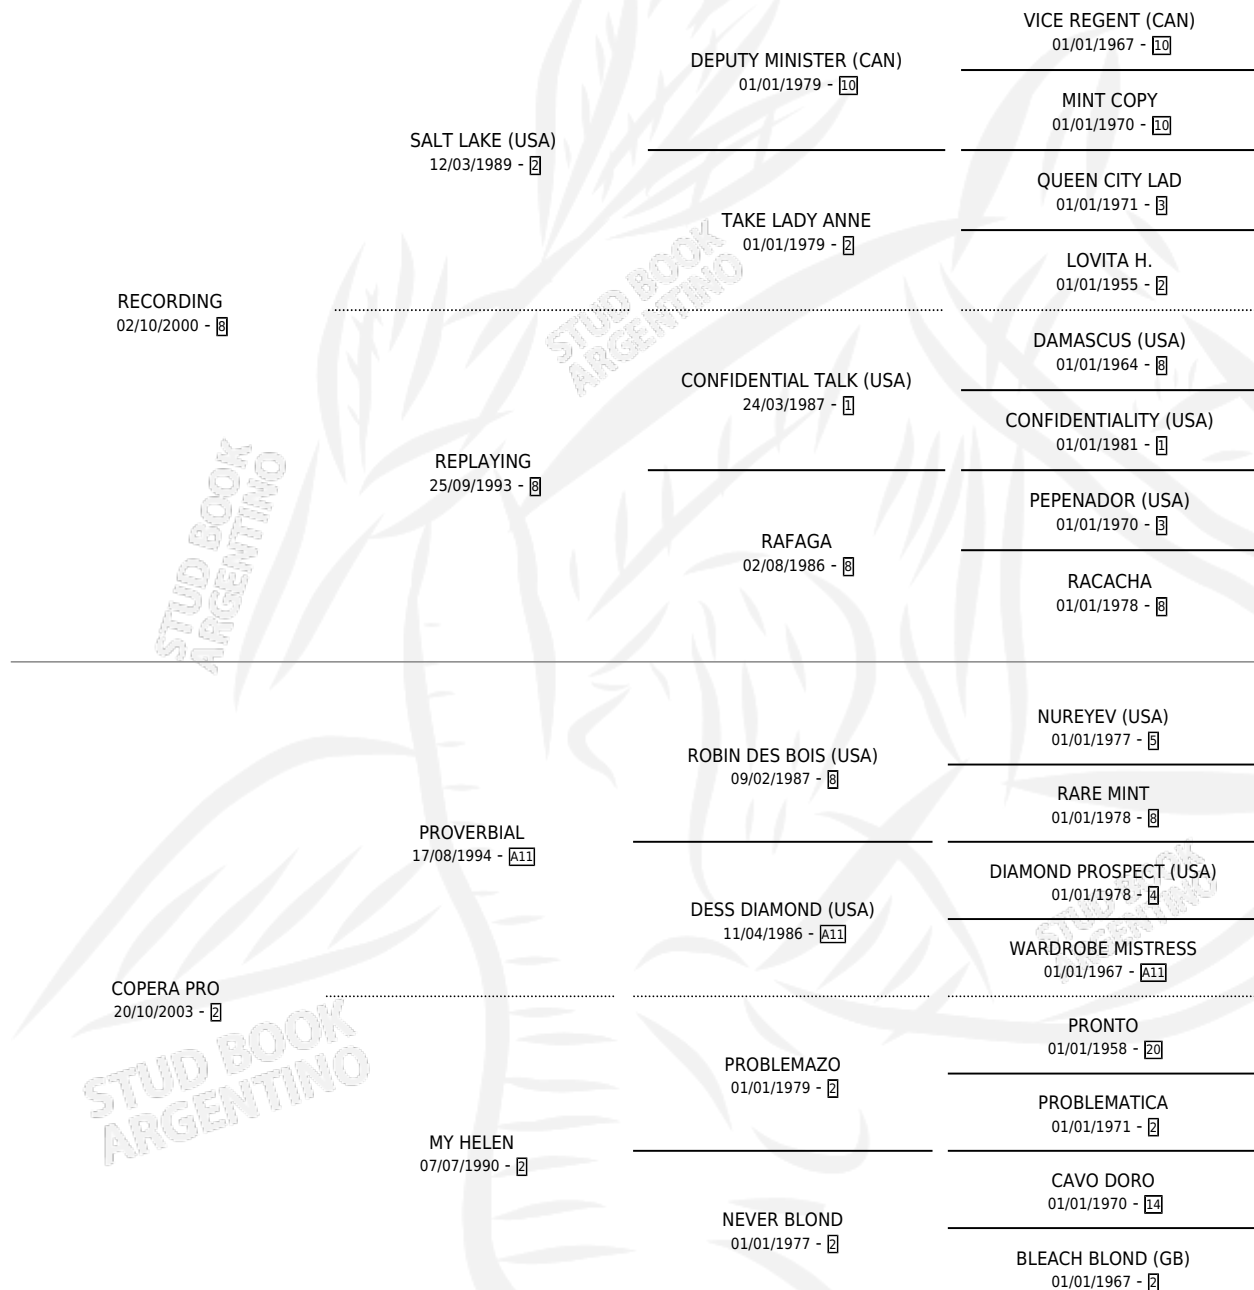 VICE REGENT (CAN)
01/01/1967 - 10
DEPUTY MINISTER (CAN)
01/01/1979 - 10
MINT COPY
01/01/1970 - 10
SALT LAKE (USA)
12/03/1989 - 2
QUEEN CITY LAD
01/01/1971 - 3
TAKE LADY ANNE
01/01/1979 - 2
LOVITA H.
01/01/1955 - 2
RECORDING
02/10/2000 - 8
DAMASCUS (USA)
01/01/1964 - 8
CONFIDENTIAL TALK (USA)
24/03/1987 - 1
CONFIDENTIALITY (USA)
01/01/1981 - 1
REPLAYING
25/09/1993 - 8
PEPENADOR (USA)
01/01/1970 - 3
RAFAGA
02/08/1986 - 8
RACACHA
01/01/1978 - 8
NUREYEV (USA)
01/01/1977 - 5
ROBIN DES BOIS (USA)
09/02/1987 - 8
RARE MINT
01/01/1978 - 8
PROVERBIAL
17/08/1994 - A11
DIAMOND PROSPECT (USA)
01/01/1978 - 4
DESS DIAMOND (USA)
11/04/1986 - A11
WARDROBE MISTRESS
01/01/1967 - A11
COPERA PRO
20/10/2003 - 2
PRONTO
01/01/1958 - 20
PROBLEMAZO
01/01/1979 - 2
PROBLEMATICA
01/01/1971 - 2
MY HELEN
07/07/1990 - 2
CAVO DORO
01/01/1970 - 14
NEVER BLOND
01/01/1977 - 2
BLEACH BLOND (GB)
01/01/1967 - 2
STUD BOOK
ARGENTINO
STUD BOOK
ARGENTINO
STUD BOOK
ARGENTINO
STUD BOOK
ARGENTINO